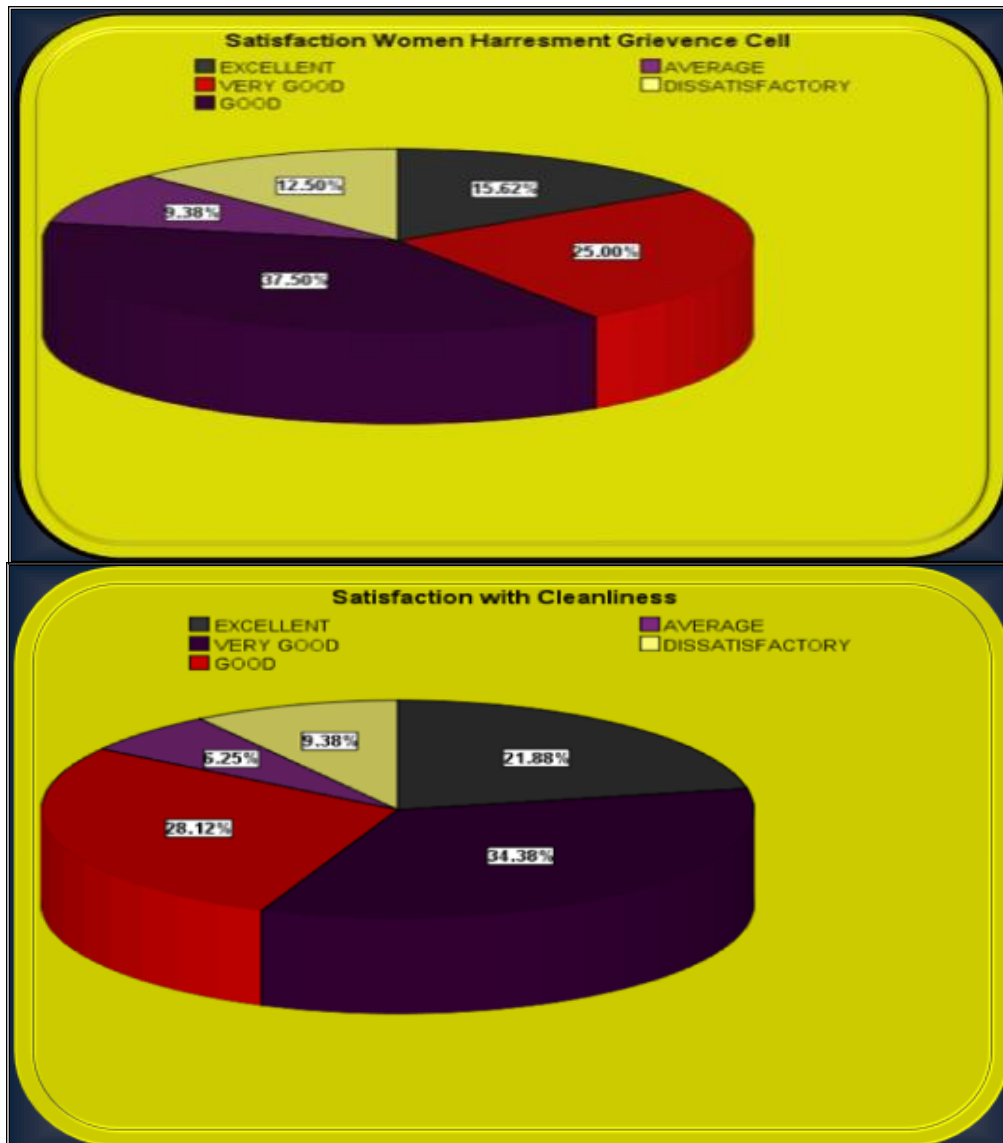 Satisfaction Women Harresment Grievence Cell
EXCELLENT AVERAGE
VERY GOOD DISSATISFACTORY
GOOD
12.50% 15.62%
9.38%
25.00%
37.50%
Satisfaction with Cleanliness
EXCELLENT AVERAGE
VERY GOOD DISSATISFACTORY
GOOD
9.38%
6.25% 21.88%
28.12%
34.38%